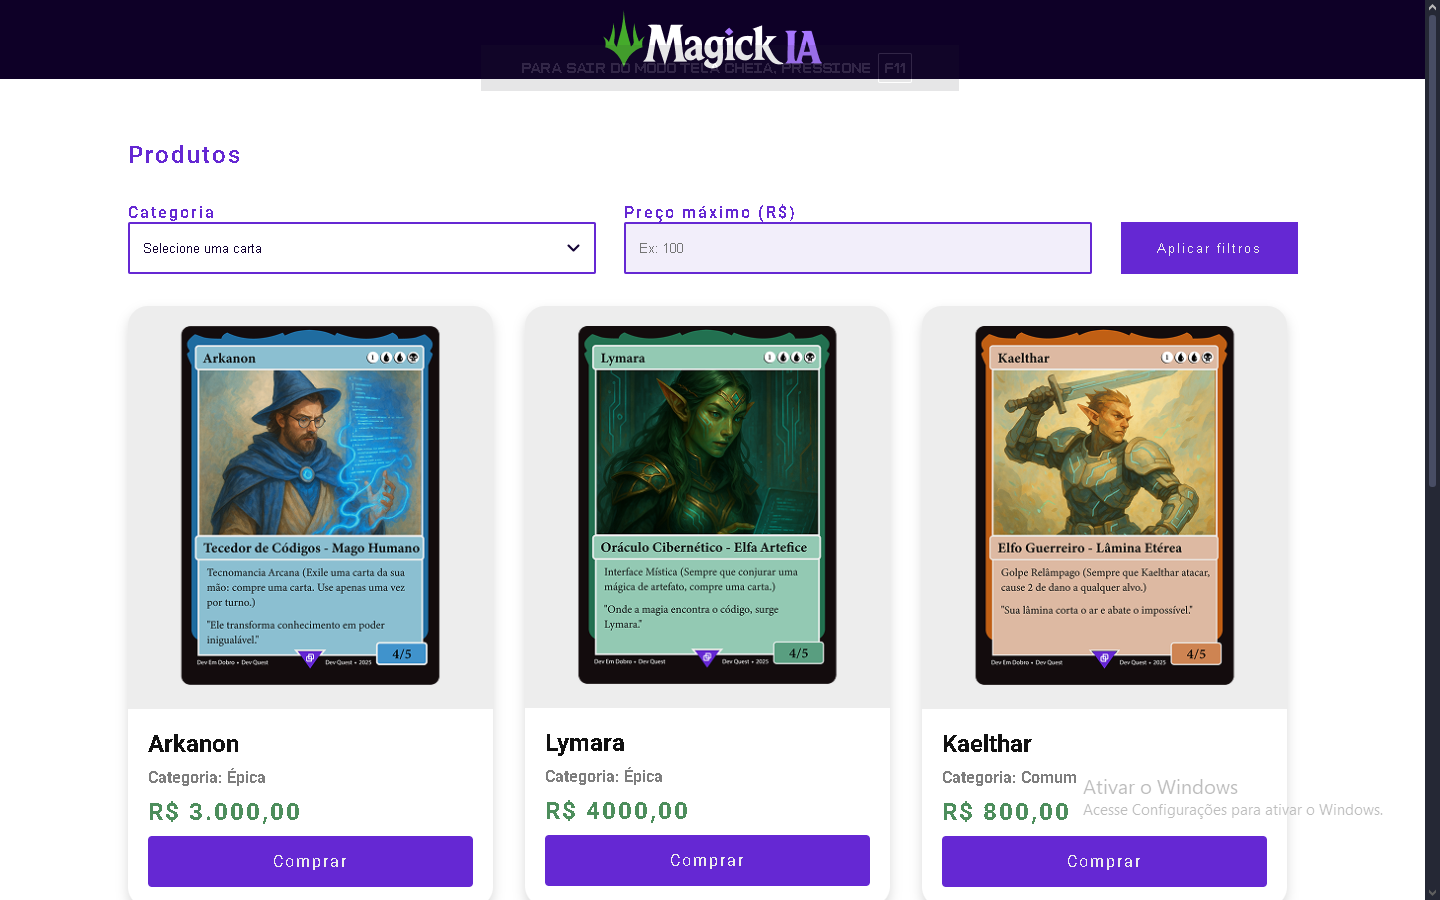 Magick IA
PARA SAIR DO MODO TELA CHEIA, PRESSIONE F11
Produtos
Categoria
Selecione uma carta
Preço máximo (R$)
Ex: 100
Aplicar filtros
Arkanon
1
Tecedor de Códigos - Mago Humano
Tecnomancia Arcana (Exile uma carta da sua
mão: compre uma carta. Use apenas uma vez
por turno.)
"Ele transforma conhecimento em poder
inigualável."
4/5
Dev Em Dobro • Dev Quest
Dev Quest • 2025
Arkanon
Categoria: Épica
R$ 3.000,00
Comprar
Lymara
1
Oráculo Cibernético - Elfa Artefice
Interface Mística (Sempre que conjurar uma
mágica de artefato, compre uma carta.)
"Onde a magia encontra o código, surge
Lymara."
4/5
Dev Em Dobro • Dev Quest
Dev Quest • 2025
Lymara
Categoria: Épica
R$ 4000,00
Comprar
Kaelthar
1
Elfo Guerreiro - Lâmina Etérea
Golpe Relâmpago (Sempre que Kaelthar atacar,
cause 2 de dano a qualquer alvo.)
"Sua lâmina corta o ar e abate o impossível."
4/5
Dev Em Dobro • Dev Quest
Dev Quest • 2025
Kaelthar
Categoria: Comum
R$ 800,00
Comprar
Ativar o Windows
Acesse Configurações para ativar o Windows.